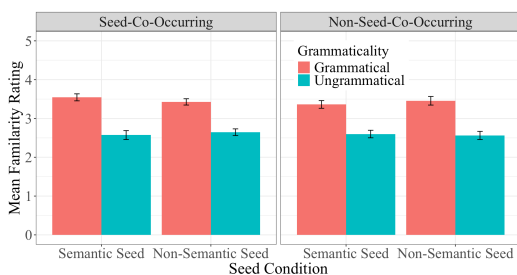 Seed-Co-Occurring
Non-Seed-Co-Occurring
Mean Familarity Rating
5
4
3
2
1
0
Grammaticality
Grammatical
Ungrammatical
Semantic Seed
Non-Semantic Seed
Semantic Seed
Non-Semantic Seed
Seed Condition